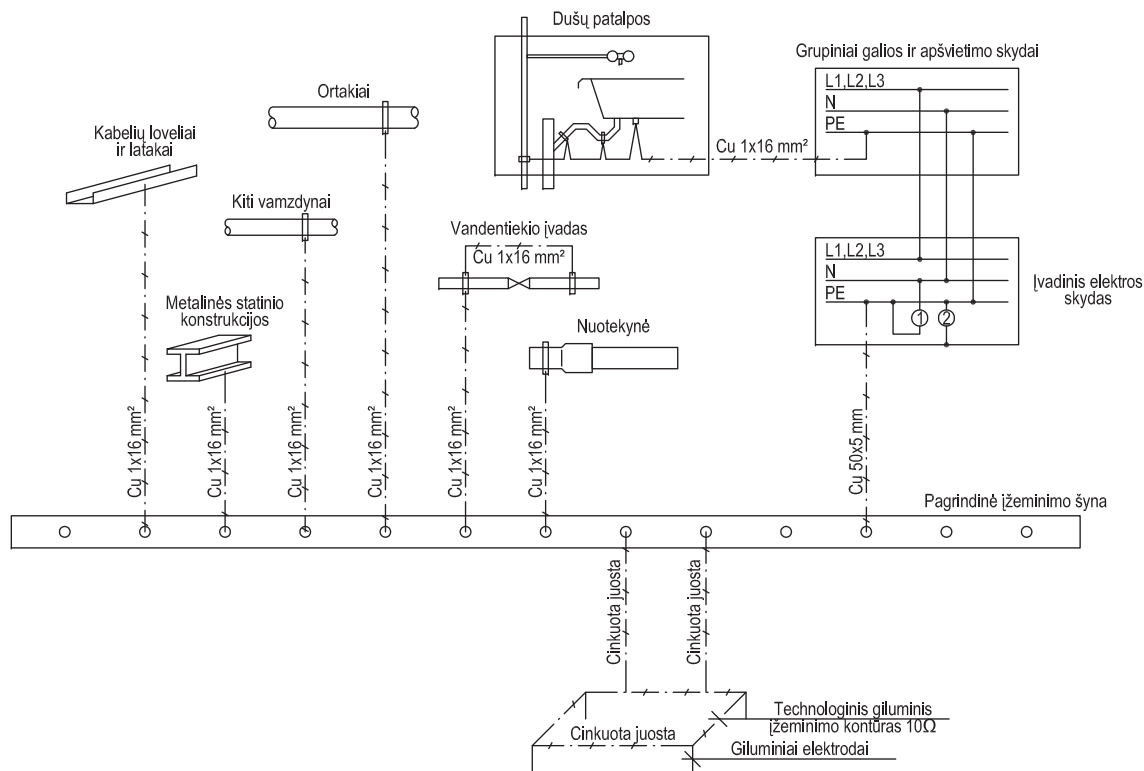 Dušų patalpos
Grupiniai galios ir apšvietimo skydai
L1,L2,L3
N
PE
Ortakiai
Kabelių loveliai
ir latakai
Cu 1x16 mm²
Kiti vamzdynai
Vandentiekio įvadas
Cu 1x16 mm²
L1,L2,L3
N
PE
1
2
Įvadinis elektros
skydas
Metalinės statinio
konstrukcijos
Nuotekynė
Cu 1x16 mm²
Cu 1x16 mm²
Cu 1x16 mm²
Cu 1x16 mm²
Cu 1x16 mm²
Cu 1x16 mm²
Cu 50x5 mm
Pagrindinė įžeminimo šyna
Cinkuota juosta
Cinkuota juosta
Technologinis giluminis
įžeminimo kontūras 10Ω
Cinkuota juosta
Giluminiai elektrodai